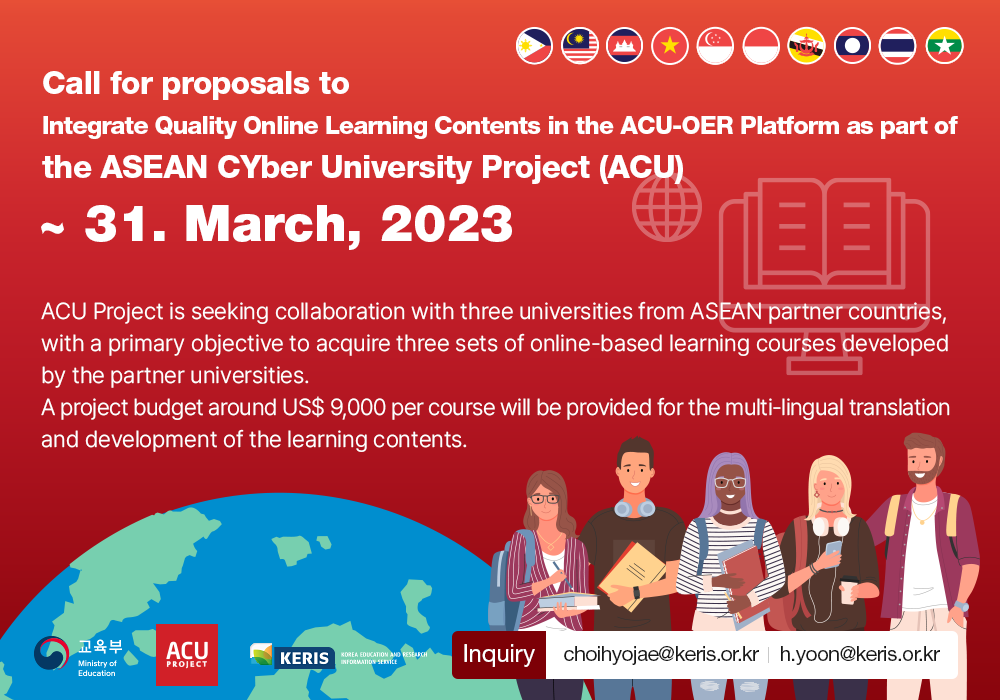 Call for proposals to
Integrate Quality Online Learning Contents in the ACU-OER Platform as part of
the ASEAN CYber University Project (ACU)
~ 31. March, 2023
ACU Project is seeking collaboration with three universities from ASEAN partner countries,
with a primary objective to acquire three sets of online-based learning courses developed
by the partner universities.
A project budget around US$ 9,000 per course will be provided for the multi-lingual translation
and development of the learning contents.
교육부
Ministry of
Education
ACU
PROJECT
KERIS
KOREA EDUCATION AND RESEARCH
INFORMATION SERVICE
Inquiry
choihyojae@keris.or.kr | h.yoon@keris.or.kr